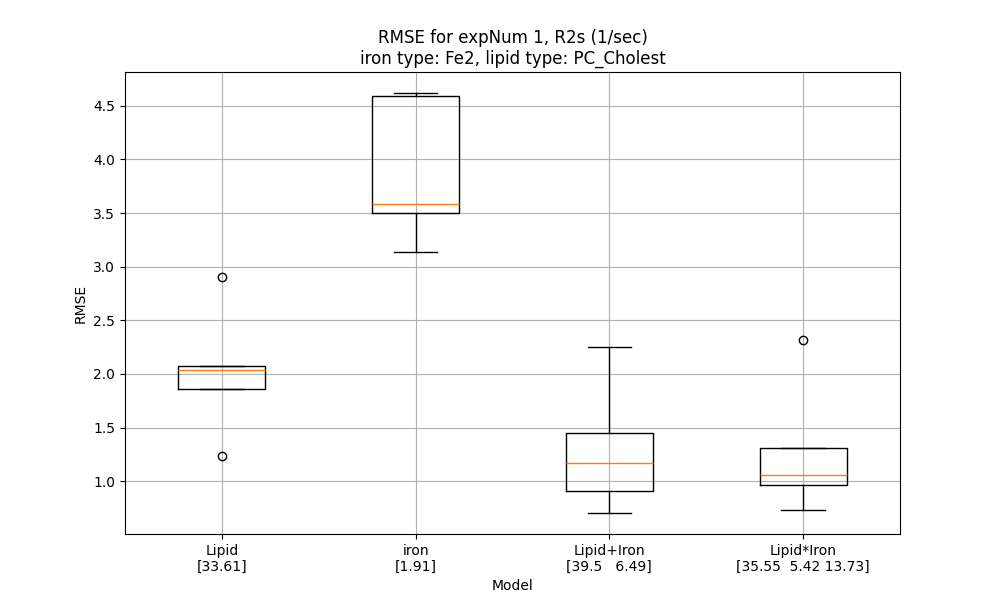 RMSE for expNum 1, R2s (1/sec)
iron type: Fe2, lipid type: PC_Cholest
RMSE
4.5
4.0
3.5
3.0
2.5
2.0
1.5
1.0
Lipid
[33.61]
iron
[1.91]
Lipid+Iron
[39.5   6.49]
Lipid*Iron
[35.55  5.42 13.73]
Model